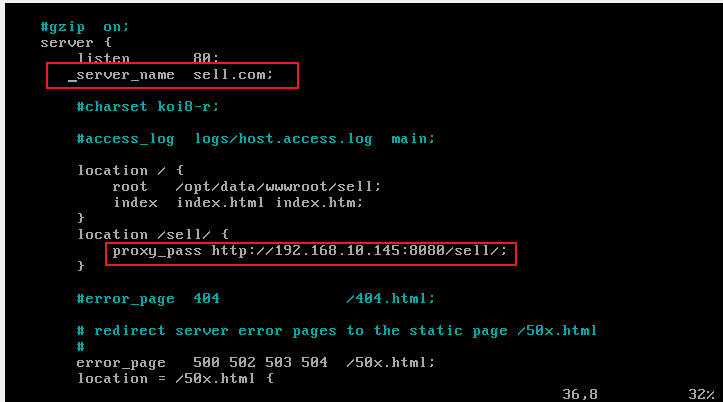 #gzip  on;
server {
    listen       80;
   _server_name  sell.com;
    #charset koi8-r;
    #access_log  logs/host.access.log  main;
    location / {
        root   /opt/data/wwwroot/sell;
        index  index.html index.htm;
    }
    location /sell/ {
        proxy_pass http://192.168.10.145:8080/sell/;
    }
    #error_page  404              /404.html;
    # redirect server error pages to the static page /50x.html
    #
    error_page   500 502 503 504  /50x.html;
    location = /50x.html {
36,8          32%